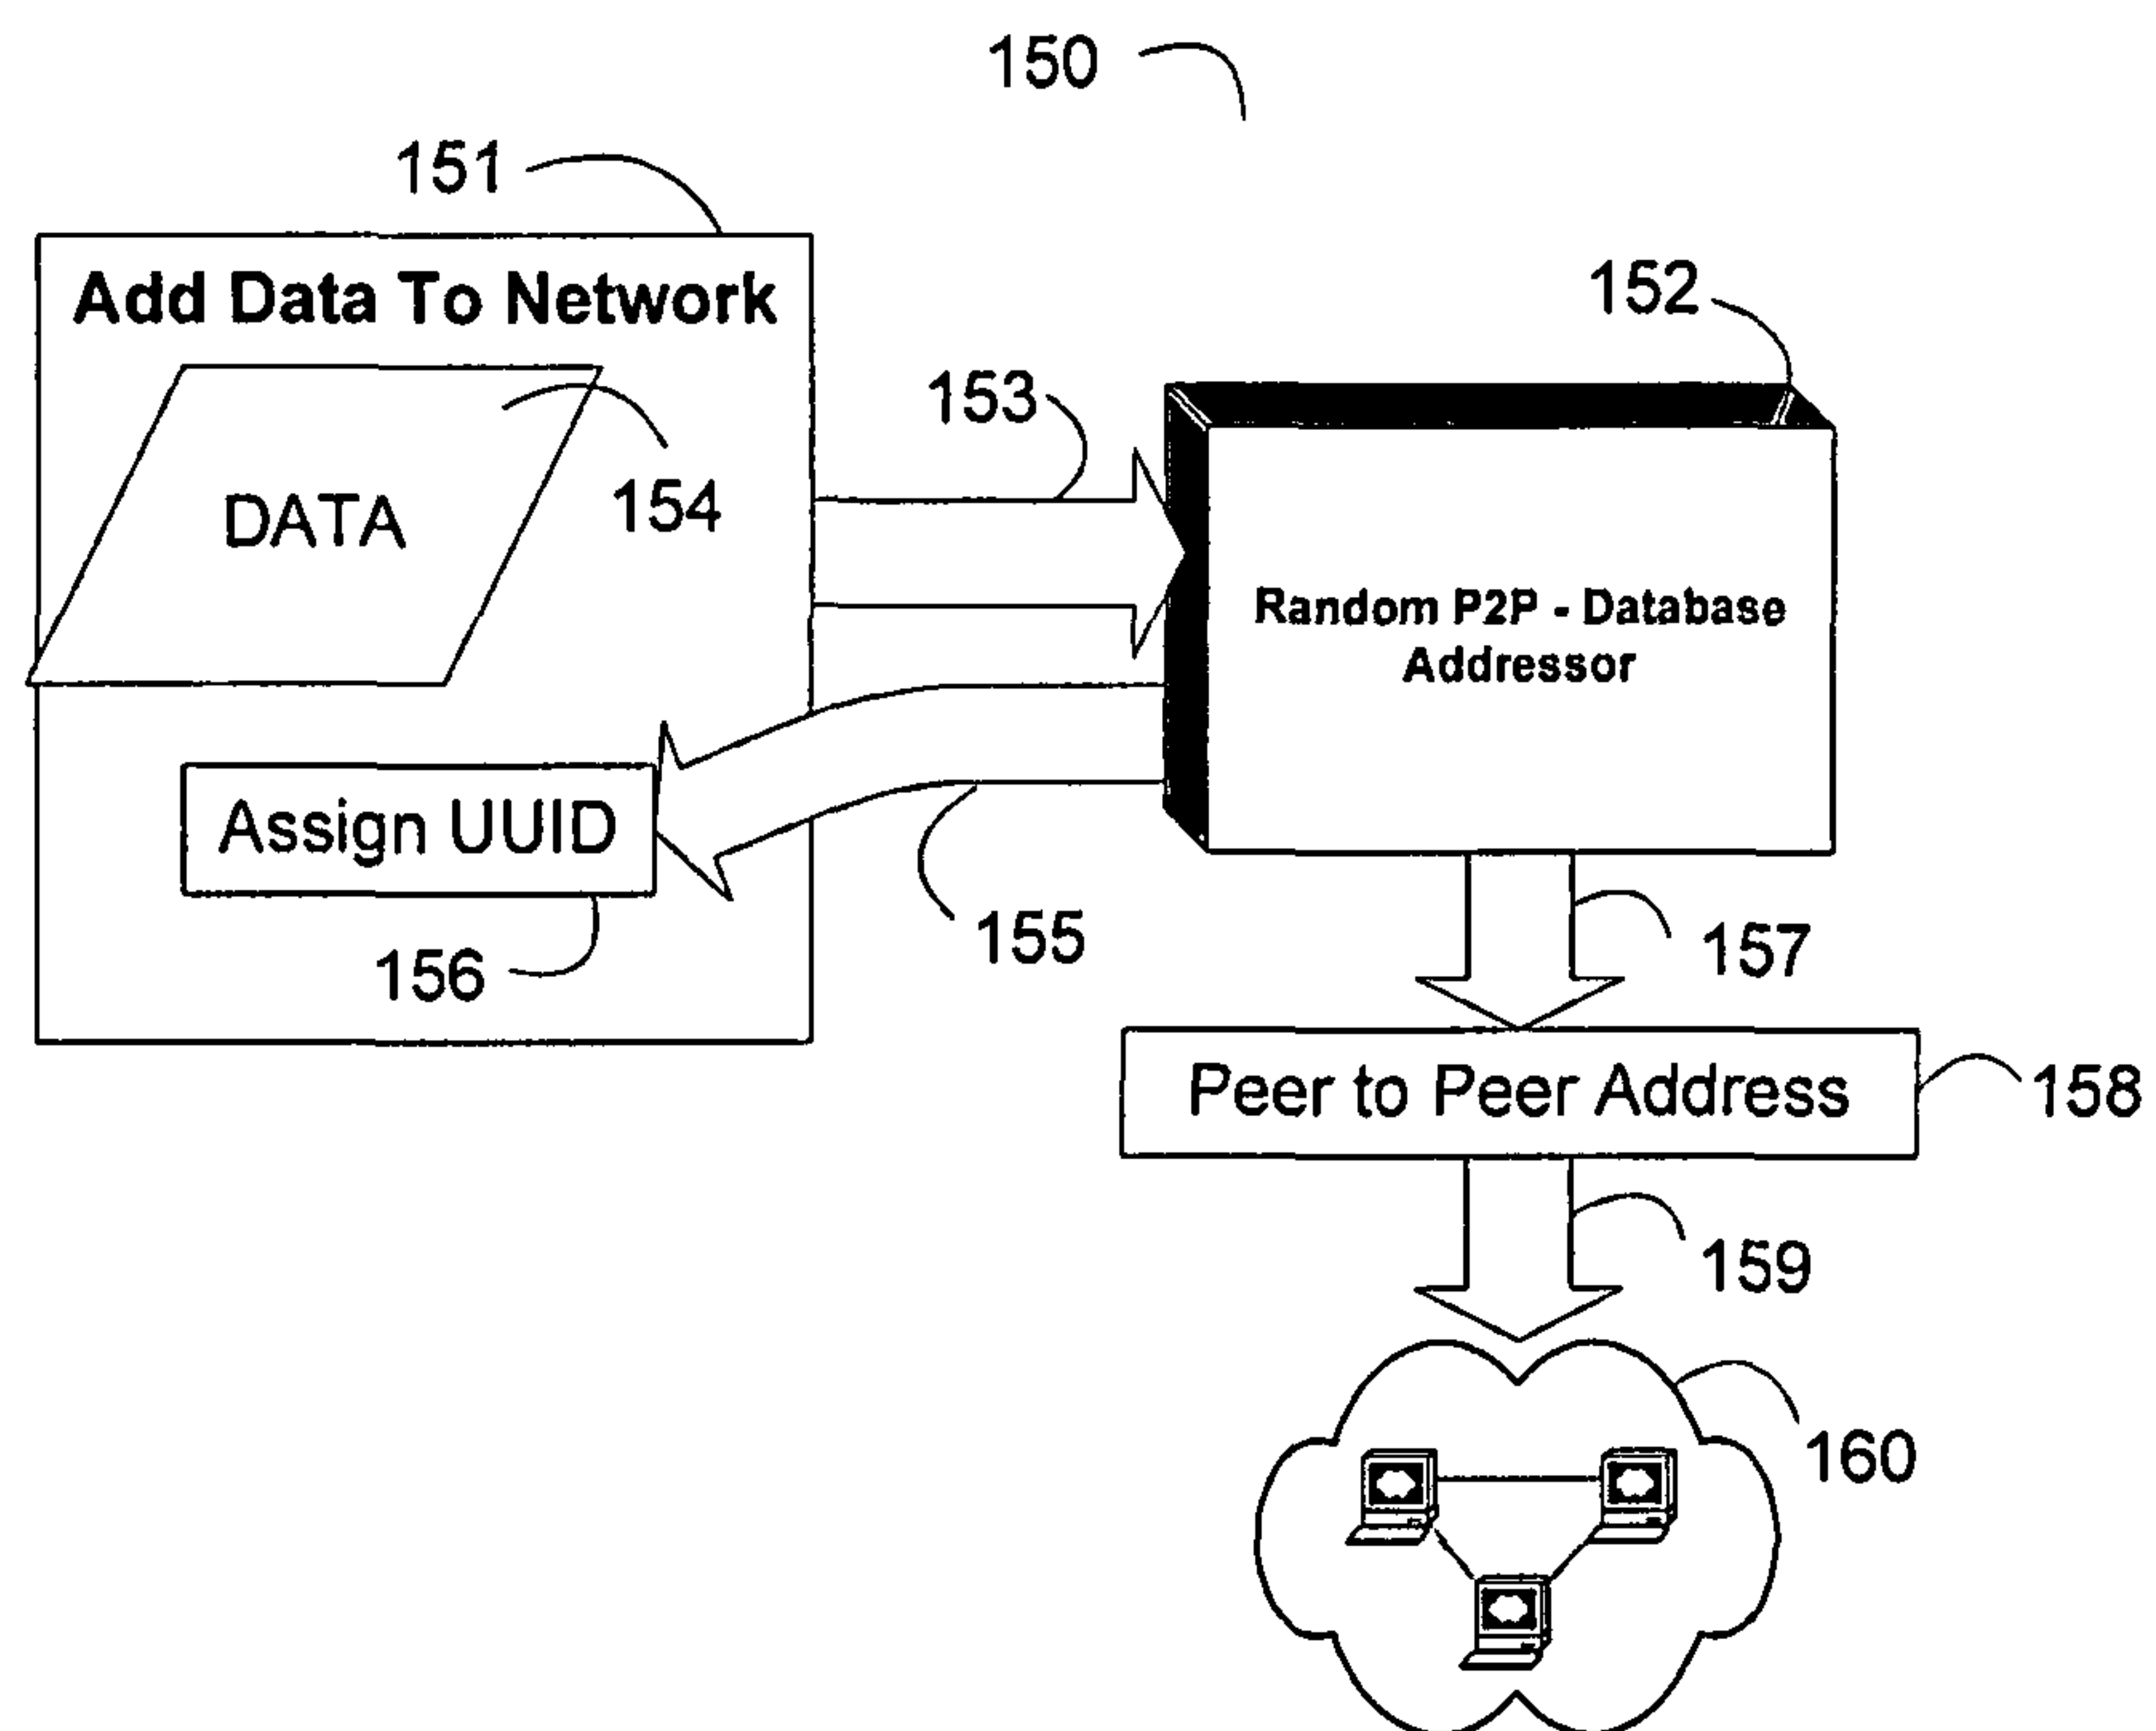 150
151
Add Data To Network
152
153
154
DATA
Random P2P - Database
Addressor
Assign UUID
155
156
157
Peer to Peer Address
158
159
160